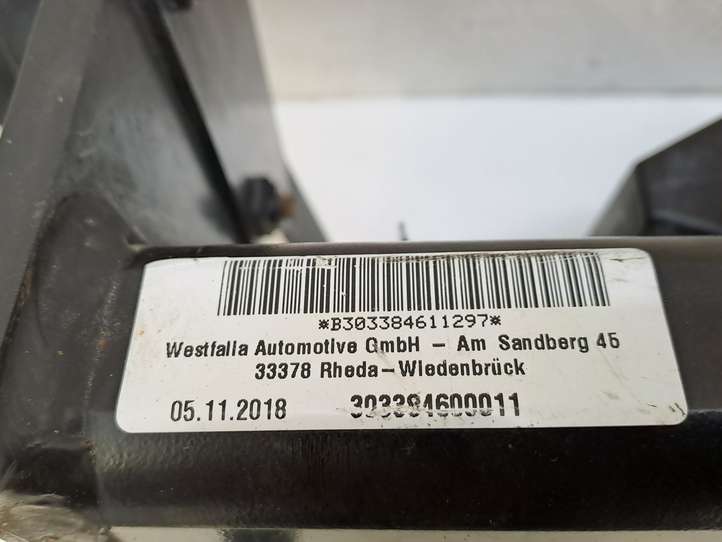 *B303384611297*
Westfalia Automotive GmbH - Am Sandberg 45
33378 Rheda-Wiedenbrück
05.11.2018 303384600011